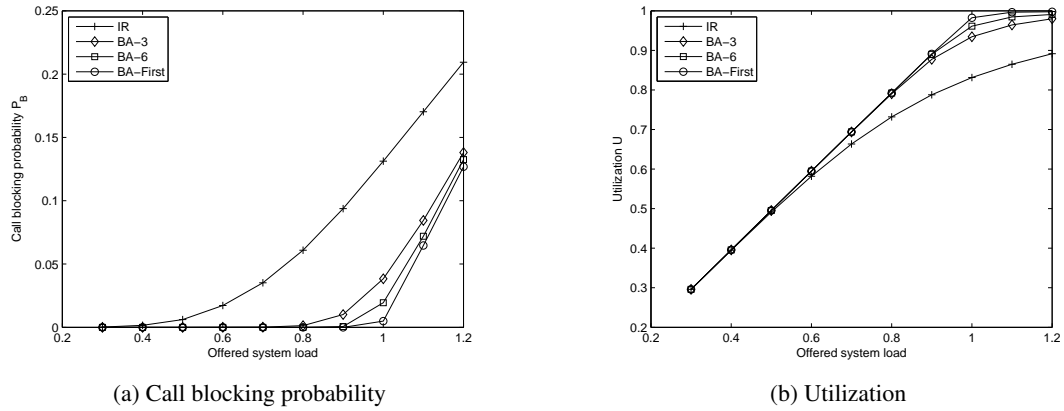 IR
BA-3
BA-6
BA-First
0.25
0.2
0.15
0.1
0.05
0
Call blocking probability P_B
0.2
0.4
0.6
0.8
1
1.2
Offered system load
(a) Call blocking probability
IR
BA-3
BA-6
BA-First
1
1
0.9
0.8
0.7
0.6
0.5
0.4
0.3
0.2
Utilization U
0.2
0.4
0.6
0.8
1
1.2
Offered system load
(b) Utilization